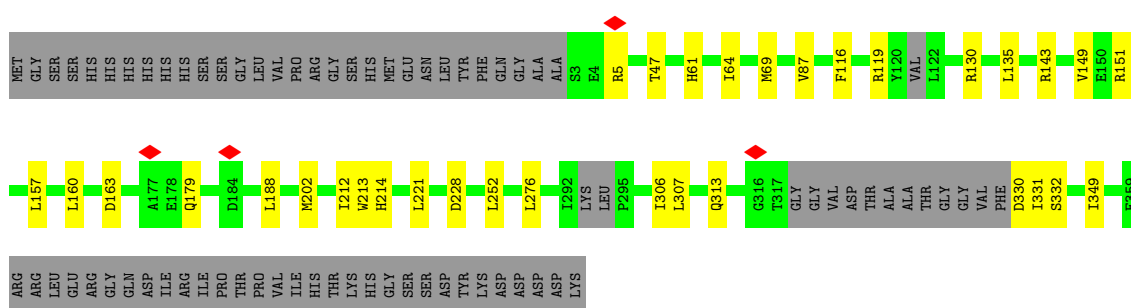 MET GLY SER SER HIS HIS HIS HIS HIS HIS SER SER GLY LEU VAL PRO ARG GLY SER HIS MET GLU ASN LEU TYR PHE GLN GLY ALA ALA S3 E4 R5 T47 H61 I64 M69 V87 F116 R119 Y120 VAL L122 R130 L135 R143 V149 E150 R151
L157 L160 D163 A177 E178 Q179 D184 L188 M202 I212 W213 H214 L221 D228 L252 L276 I292 LYS LEU P295 I306 L307 Q313 G316 T317 GLY GLY VAL ASP THR ALA ALA THR GLY GLY VAL PHE D330 I331 S332 I349 E359
ARG ARG LEU GLU ARG GLY GLN ASP ILE ARG ILE PRO THR PRO VAL ILE HIS THR LYS HIS GLY SER SER ASP TYR LYS ASP ASP ASP ASP LYS